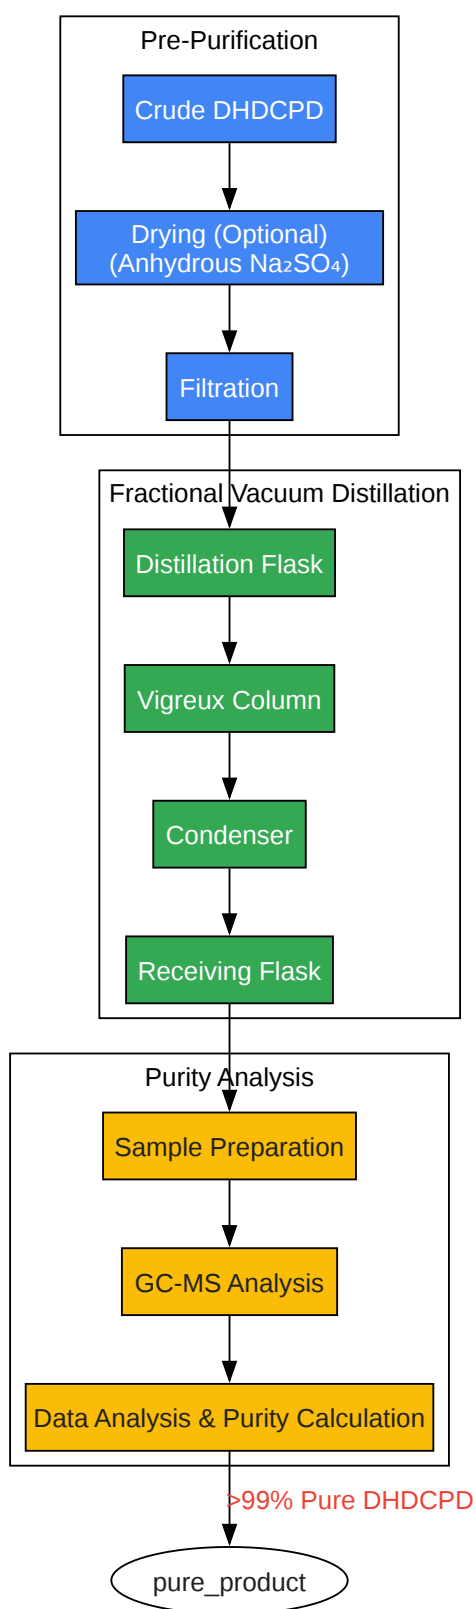 Pre-Purification
Crude DHDCPD
Drying (Optional)
(Anhydrous Na₂SO₄)
Filtration
Fractional Vacuum Distillation
Distillation Flask
Vigreux Column
Condenser
Receiving Flask
Purity Analysis
Sample Preparation
GC-MS Analysis
Data Analysis & Purity Calculation
>99% Pure DHDCPD
pure_product